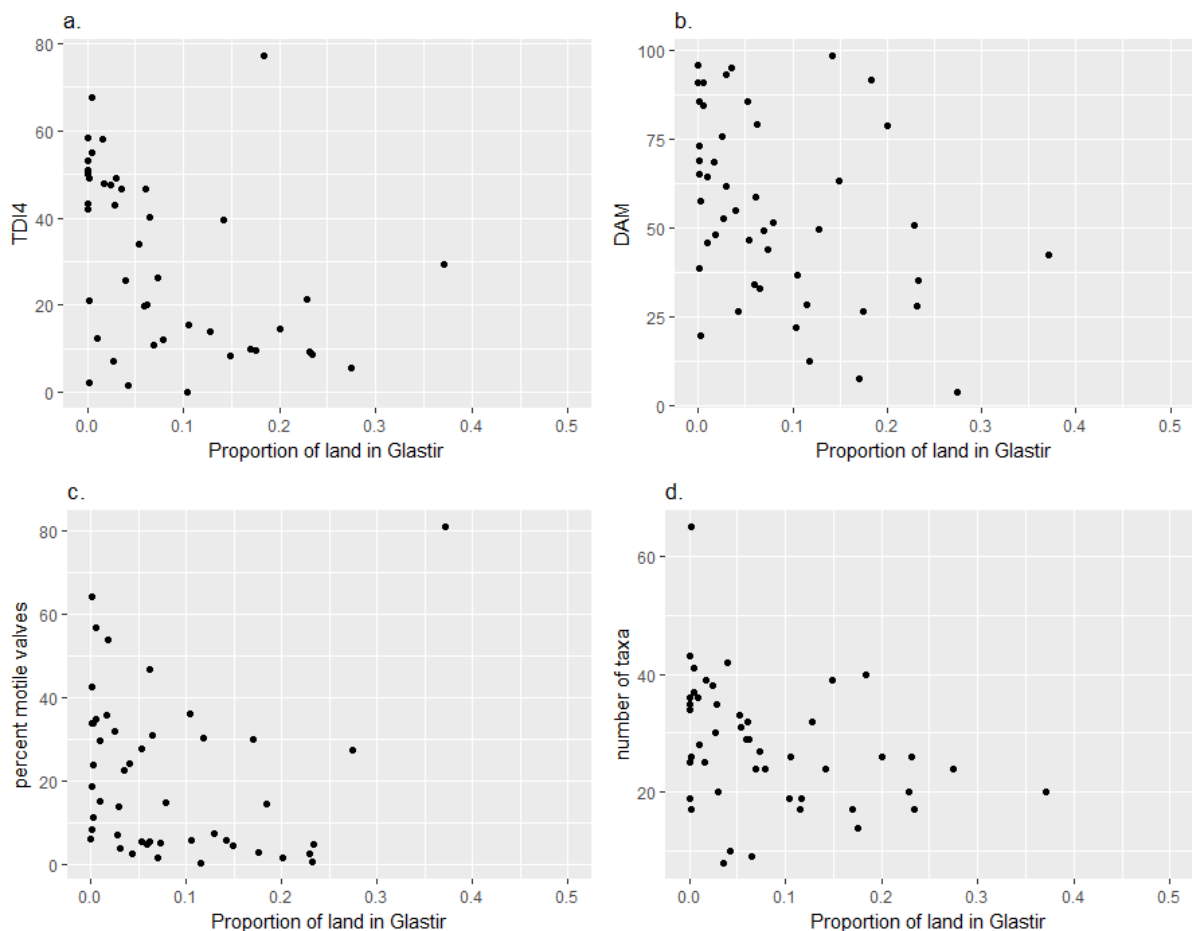 a.
80
60
40
20
0
TDI4
0.0 0.1 0.2 0.3 0.4 0.5
Proportion of land in Glastir
b.
100
75
50
25
0
DAM
0.0 0.1 0.2 0.3 0.4 0.5
Proportion of land in Glastir
c.
80
60
40
20
0
percent motile valves
0.0 0.1 0.2 0.3 0.4 0.5
Proportion of land in Glastir
d.
60
40
20
number of taxa
0.0 0.1 0.2 0.3 0.4 0.5
Proportion of land in Glastir